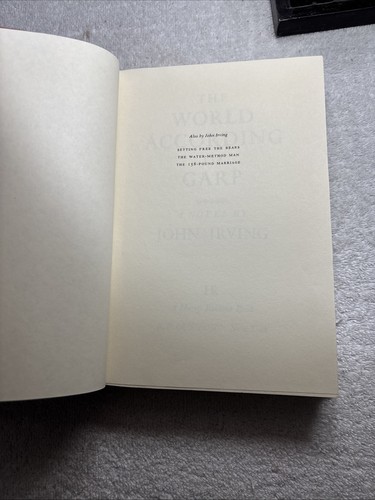 Also by John Irving
SETTING FREE THE BEARS
THE WATER-METHOD MAN
THE 158-POUND MARRIAGE
THE
WORLD
ACCORDING
GARP
JOHN IRVING